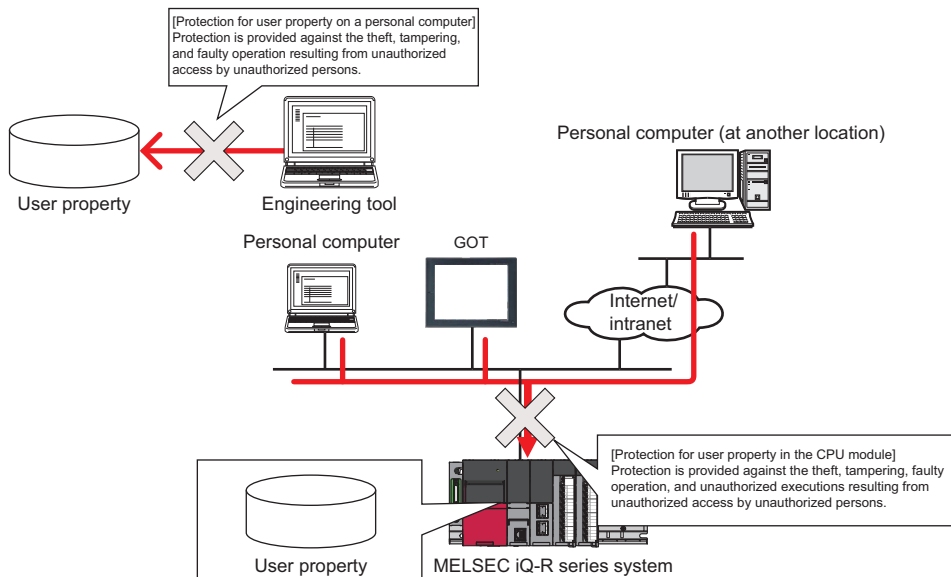 [Protection for user property on a personal computer]
Protection is provided against the theft, tampering,
and faulty operation resulting from unauthorized
access by unauthorized persons.
Personal computer (at another location)
User property
Engineering tool
Personal computer
GOT
Internet/
intranet
[Protection for user property in the CPU module]
Protection is provided against the theft, tampering, faulty
operation, and unauthorized executions resulting from
unauthorized access by unauthorized persons.
User property
MELSEC iQ-R series system